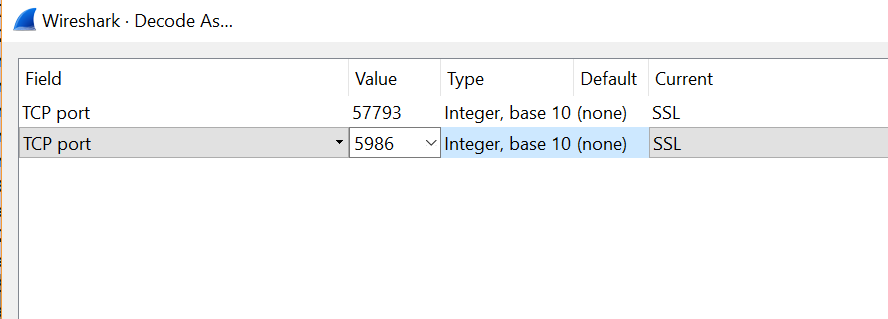 Wireshark · Decode As...
Field Value Type Default Current
TCP port 57793 Integer, base 10 (none) SSL
TCP port 5986 Integer, base 10 (none) SSL